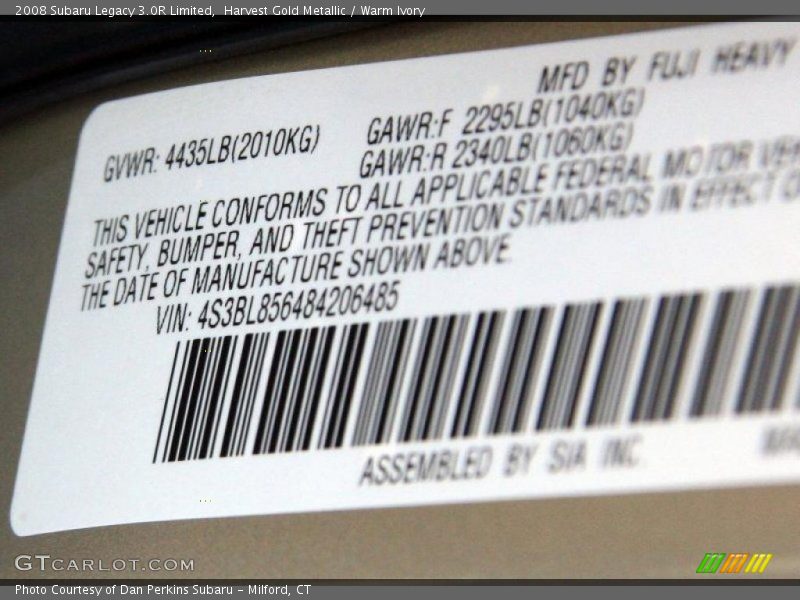 2008 Subaru Legacy 3.0R Limited,  Harvest Gold Metallic / Warm Ivory
MFD BY FUJI HEAVY
GVWR: 4435LB(2010KG)
GAWR:F 2295LB(1040KG)
GAWR:R 2340LB(1060KG)
THIS VEHICLE CONFORMS TO ALL APPLICABLE FEDERAL MOTOR
SAFETY, BUMPER, AND THEFT PREVENTION STANDARDS IN EFFECT
THE DATE OF MANUFACTURE SHOWN ABOVE.
VIN: 4S3BL856484206485
ASSEMBLED BY SIA INC.
GTCARLOT.COM
Photo Courtesy of Dan Perkins Subaru - Milford, CT